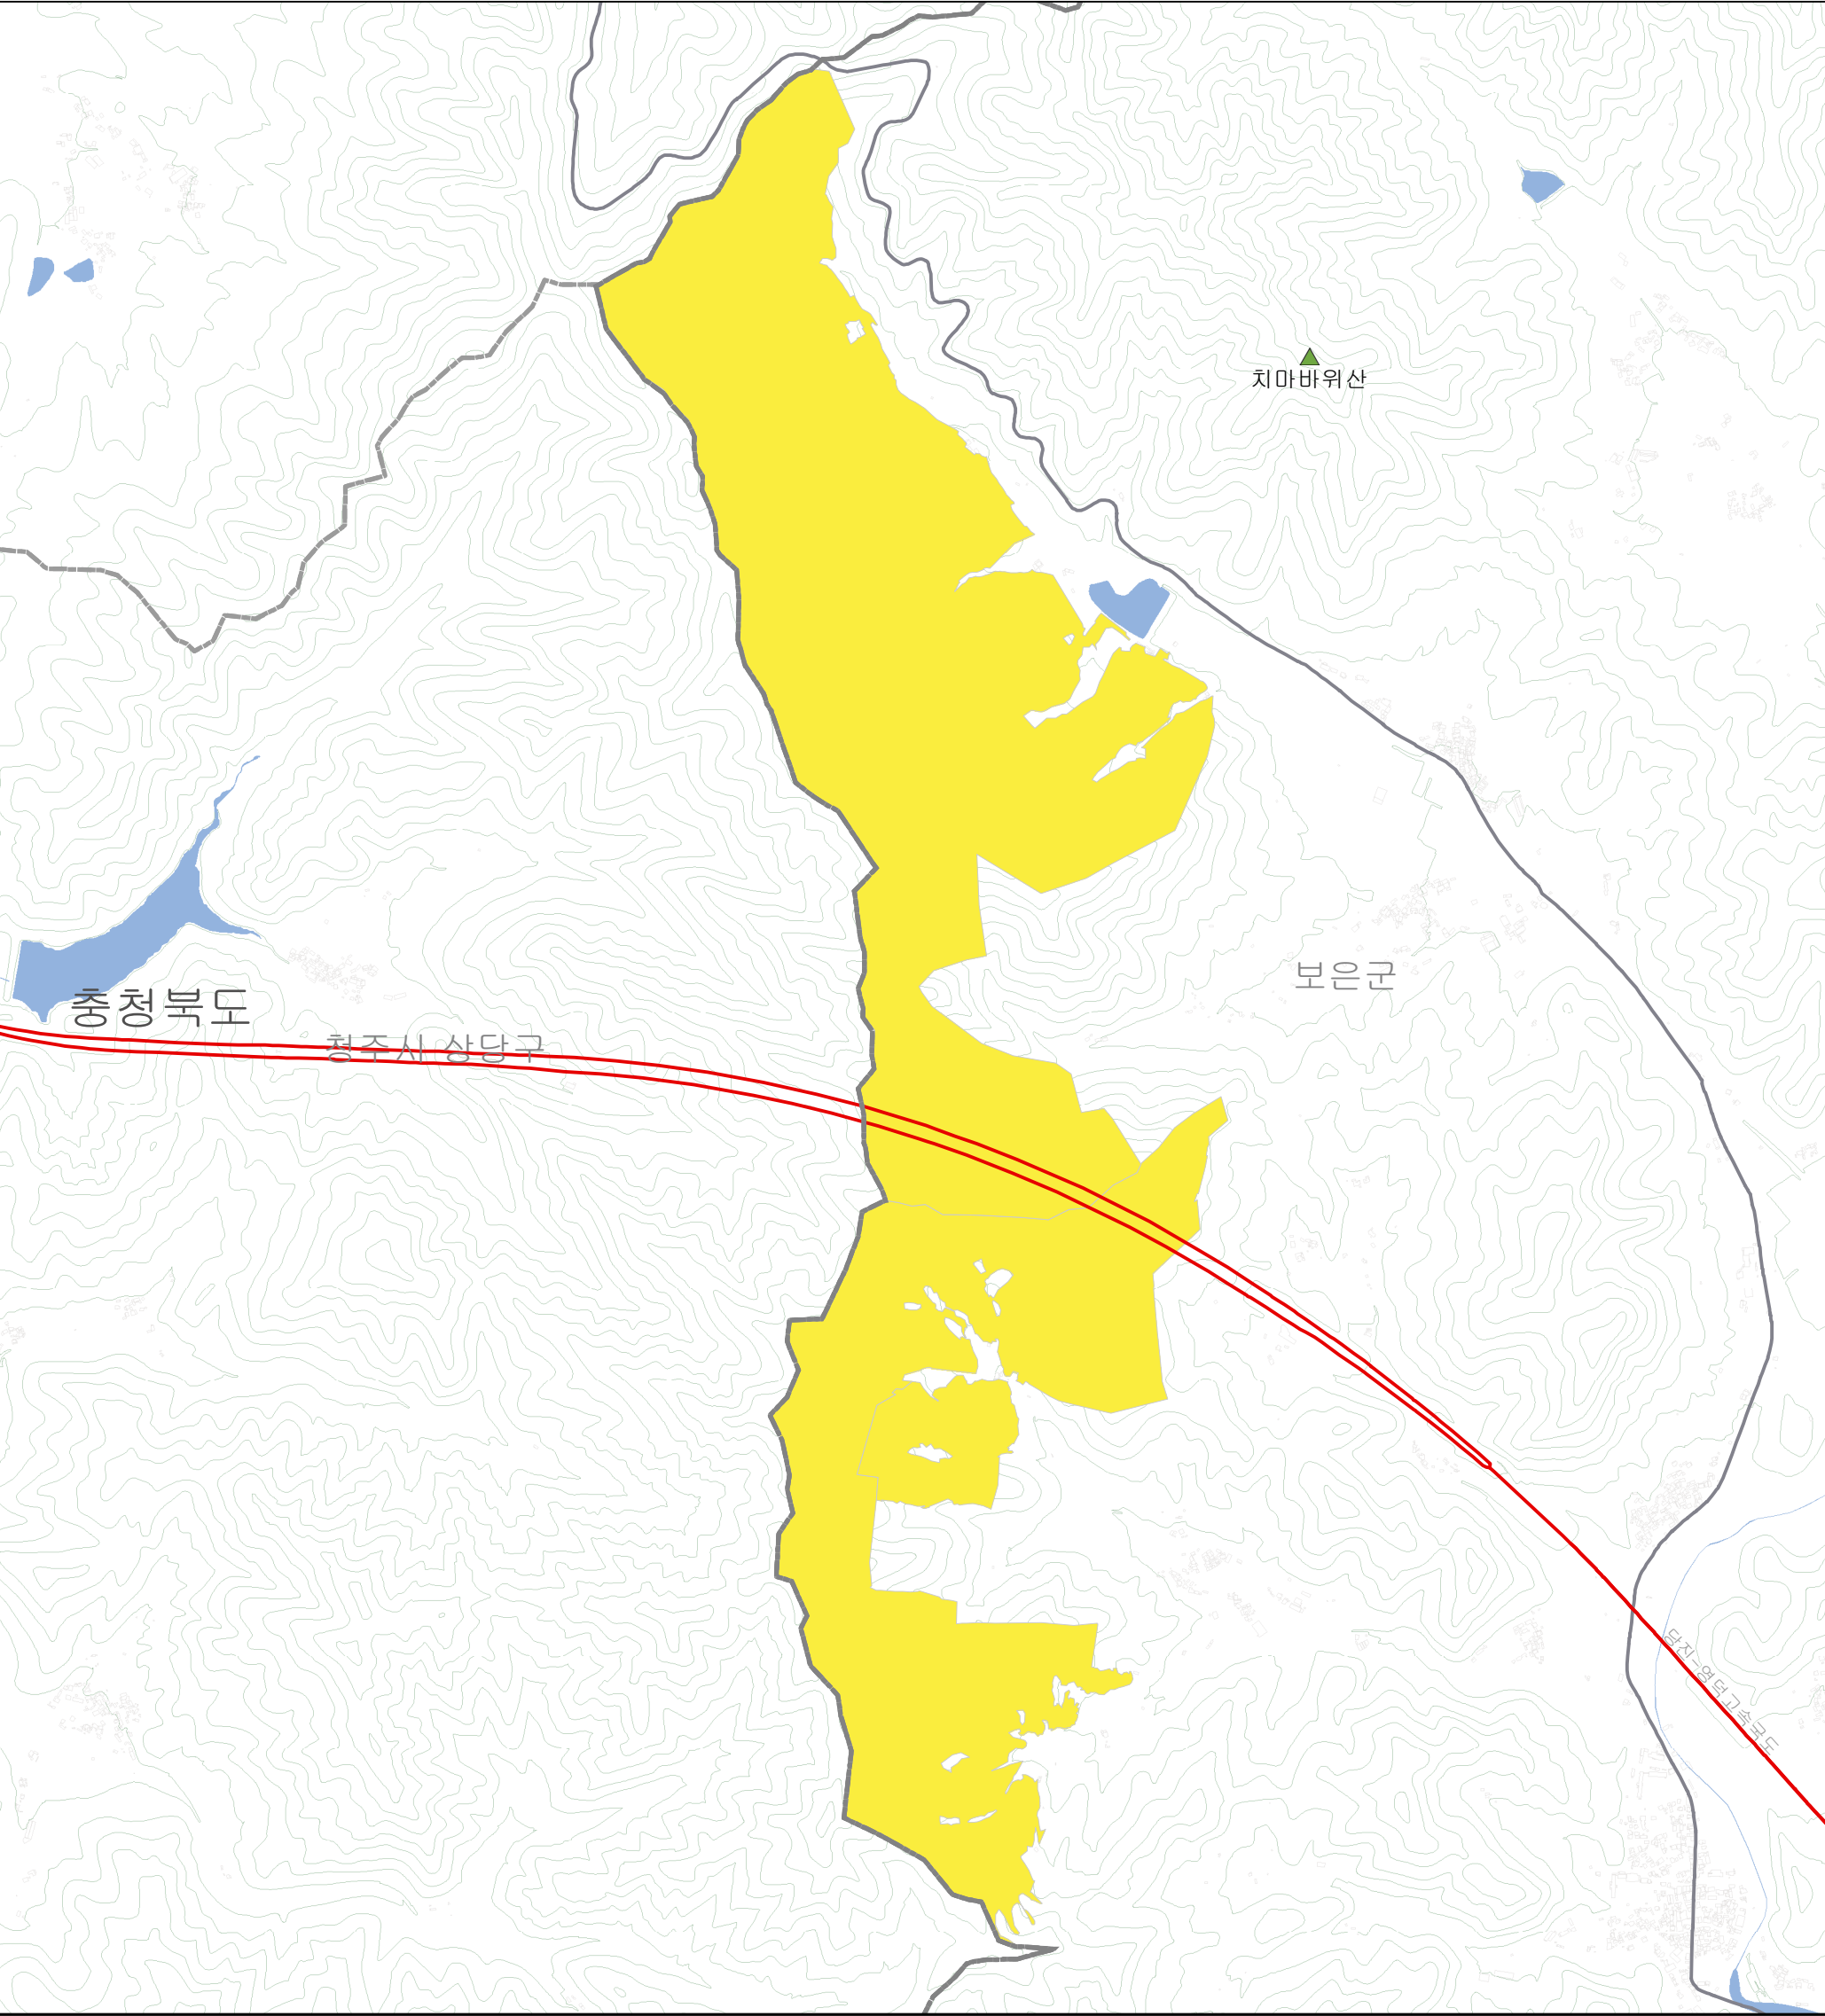 치마바위산
보은군
충청북도
청주시 상당구
당진-영덕고속국도